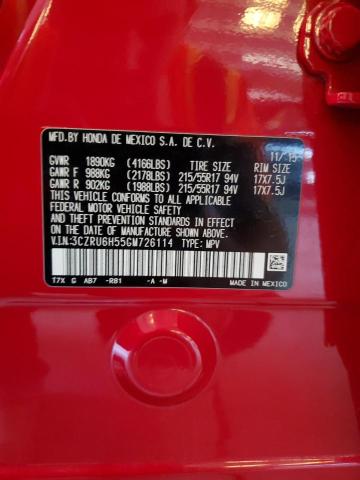 MFD.BY HONDA DE MEXICO S.A. DE C.V.
11/15
GVWR 1890KG (4166LBS) TIRE SIZE RIM SIZE
GAWR F 988KG (2178LBS) 215/55R17 94V 17X7.5J
GAWR R 902KG (1988LBS) 215/55R17 94V 17X7.5J
THIS VEHICLE CONFORMS TO ALL APPLICABLE
FEDERAL MOTOR VEHICLE SAFETY AND
THEFT PREVENTION STANDARDS IN EFFECT ON
THE DATE OF MANUFACTURE SHOWN ABOVE.
V.I.N:3CZRU6H55GM726114 TYPE: MPV
T7X G AB7 -R81 -A -M
MADE IN MEXICO